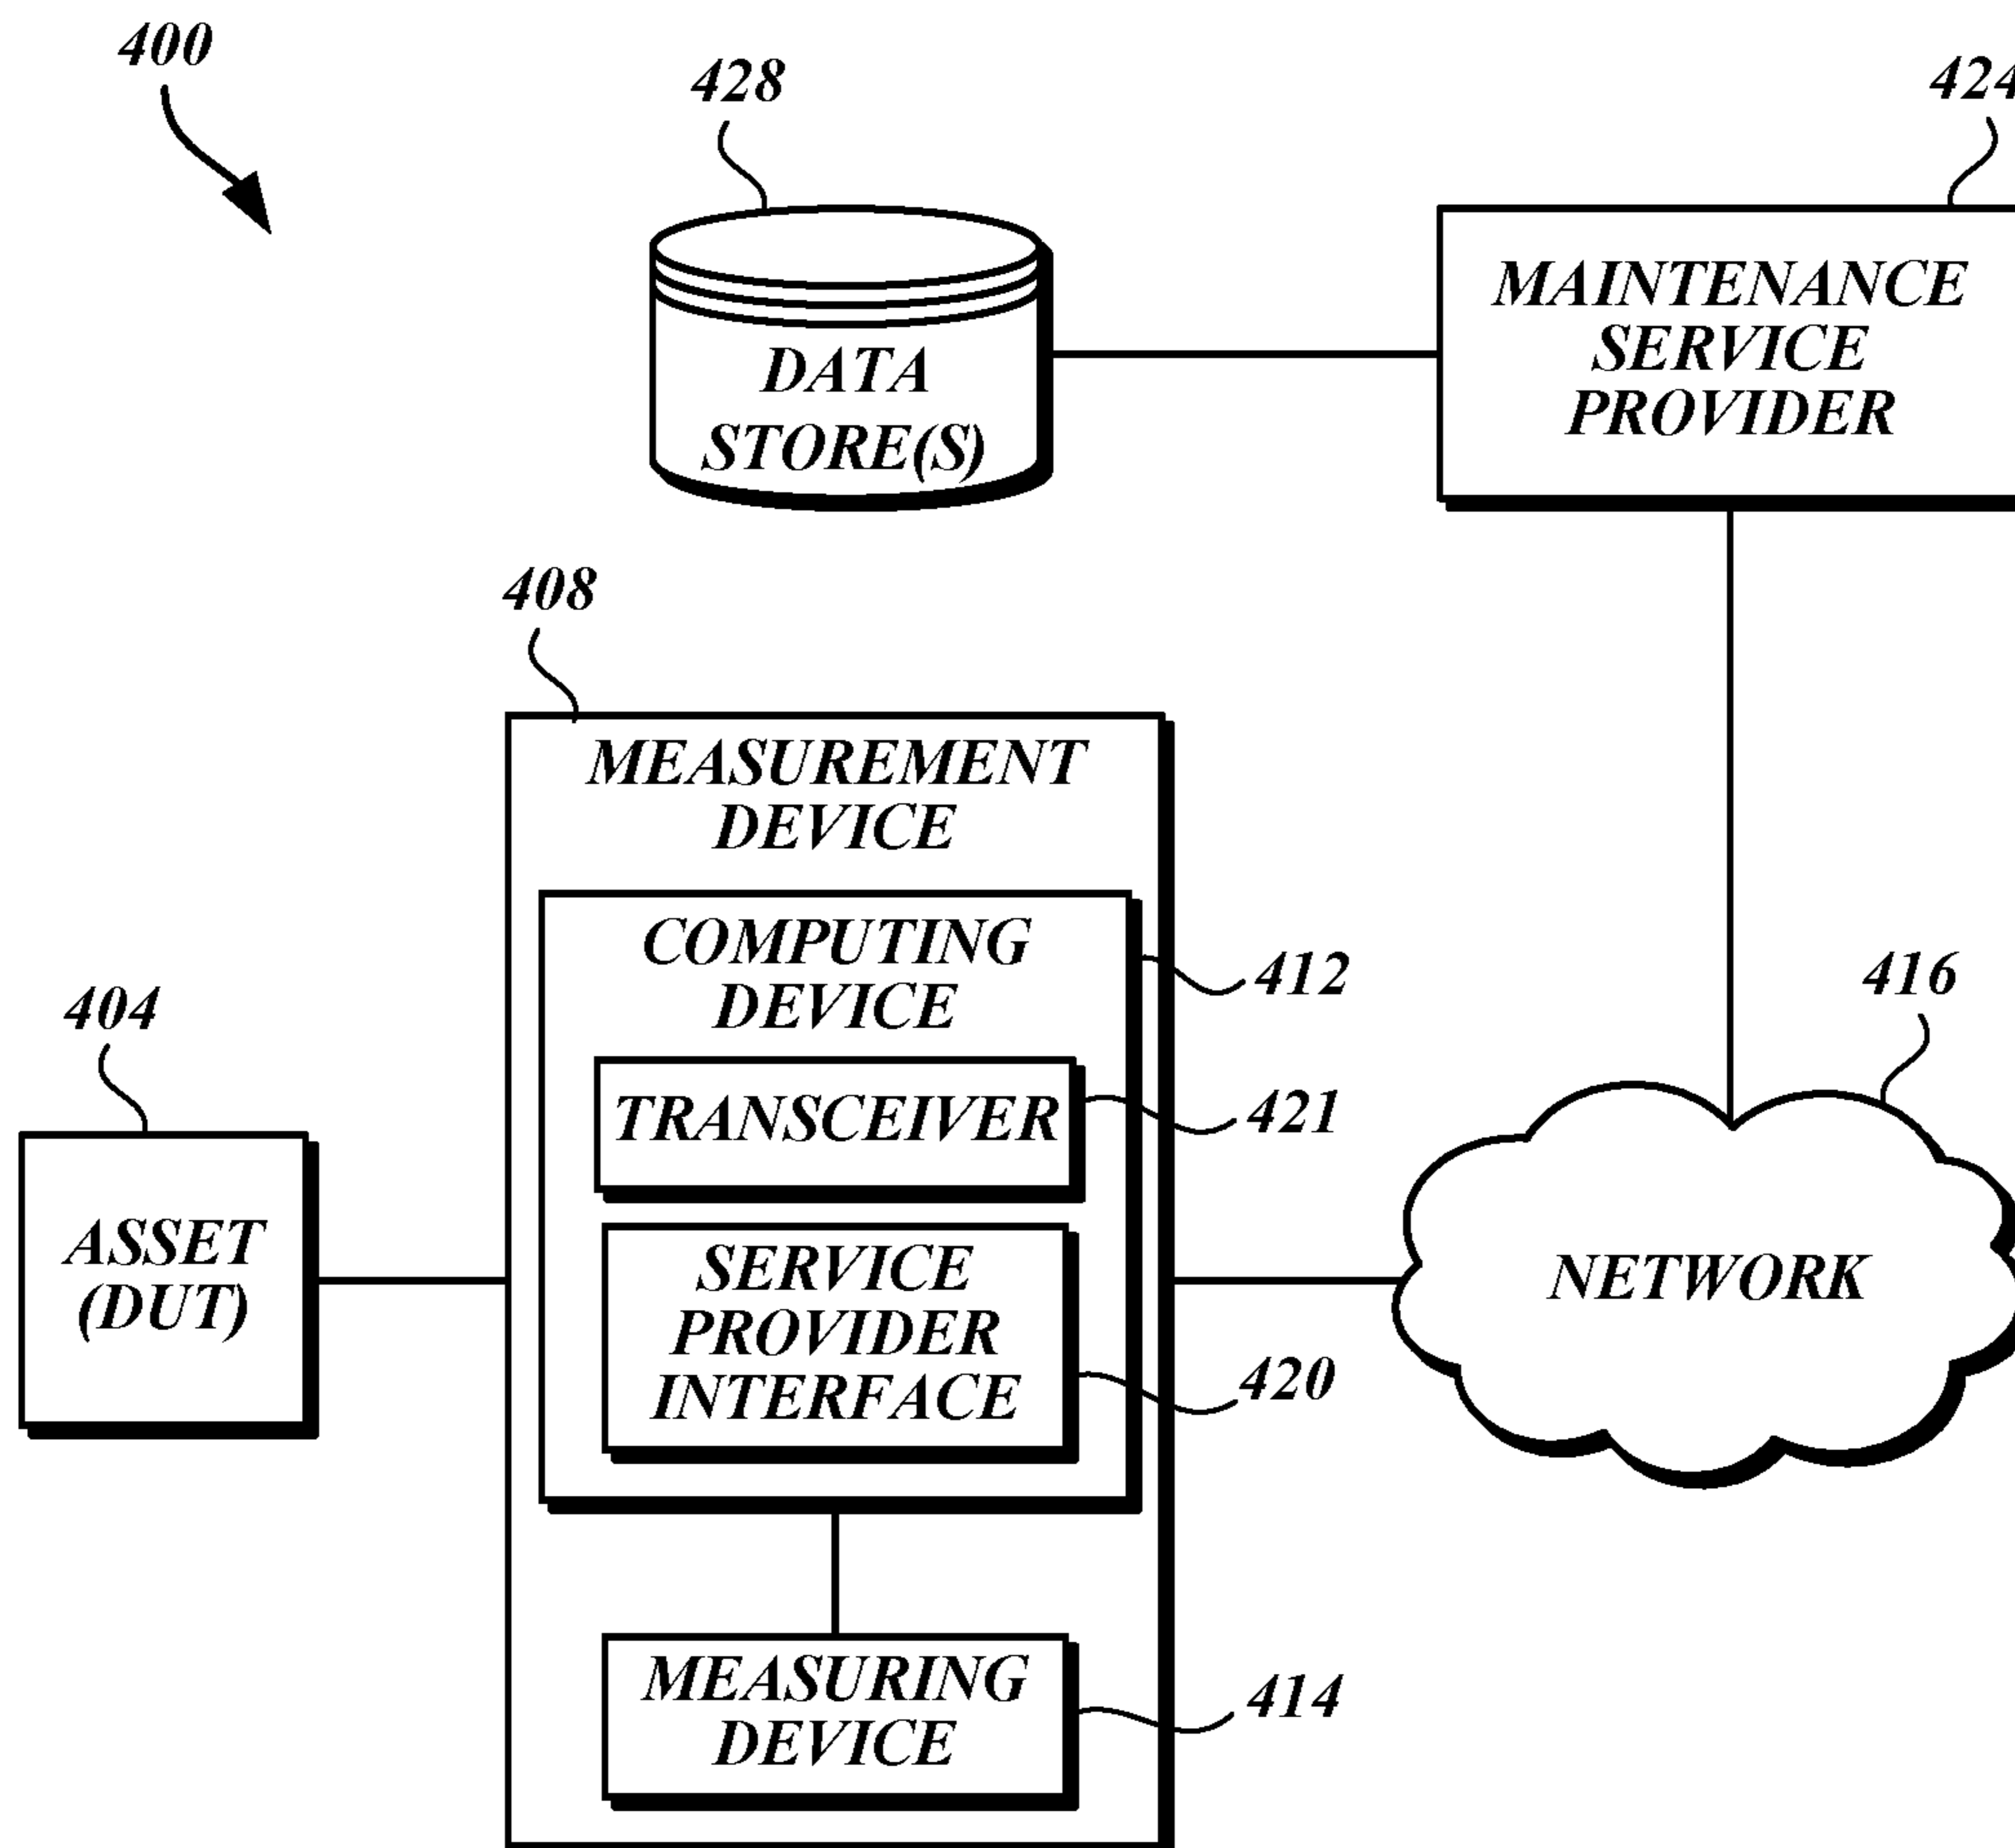 400
428
424
DATA
STORE(S)
MAINTENANCE
SERVICE
PROVIDER
408
MEASUREMENT
DEVICE
COMPUTING
DEVICE
412
416
404
TRANSCEIVER
421
ASSET
(DUT)
SERVICE
PROVIDER
INTERFACE
420
NETWORK
MEASURING
DEVICE
414